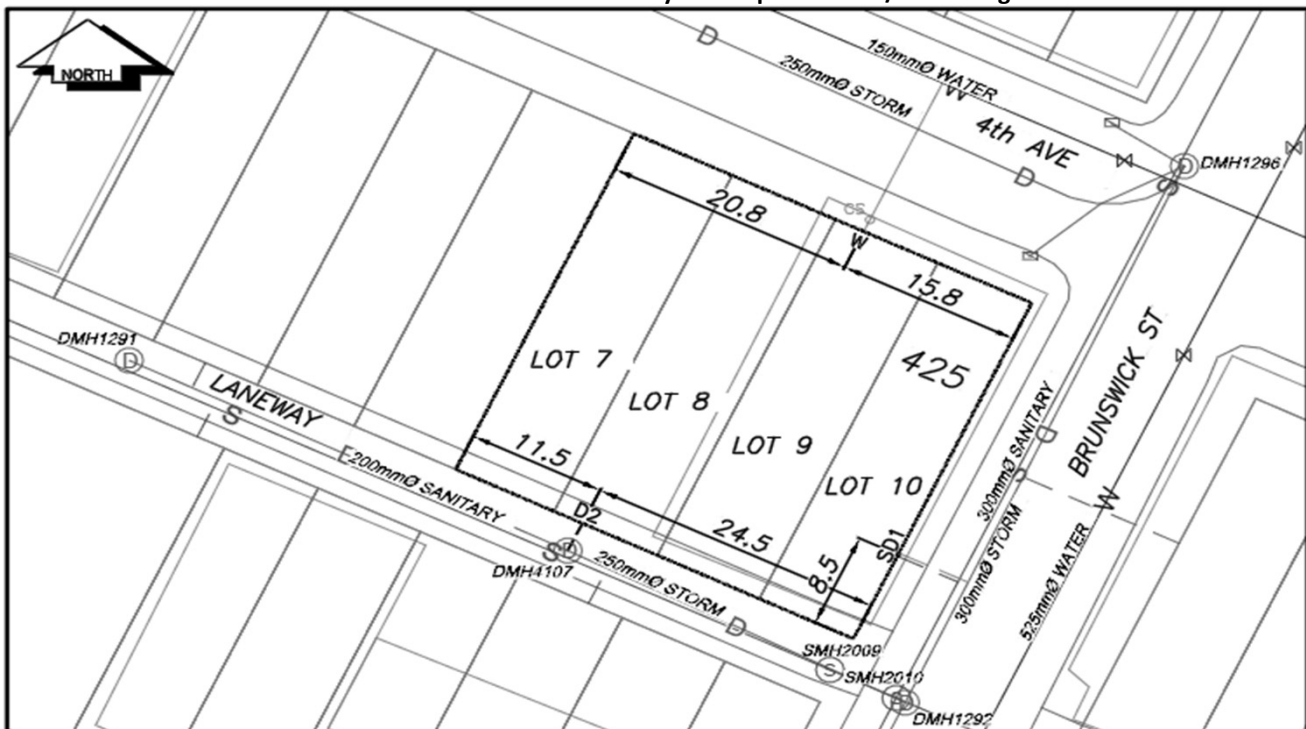 NORTH
D
150mmØ WATER
250mmØ STORM
W
4th AVE
D
DMH1296
D
S
20.8
W
15.8
425
DMH1291
D
LANEWAY
S
LOT 7
LOT 8
LOT 9
LOT 10
BRUNSWICK ST
300mmØ SANITARY
D
S
300mmØ STORM
W
525mmØ WATER
11.5
200mmØ SANITARY
D2
24.5
SD1
8.5
S
D
DMH4107
250mmØ STORM
D
SMH2009
S
SMH2010
DMH1292